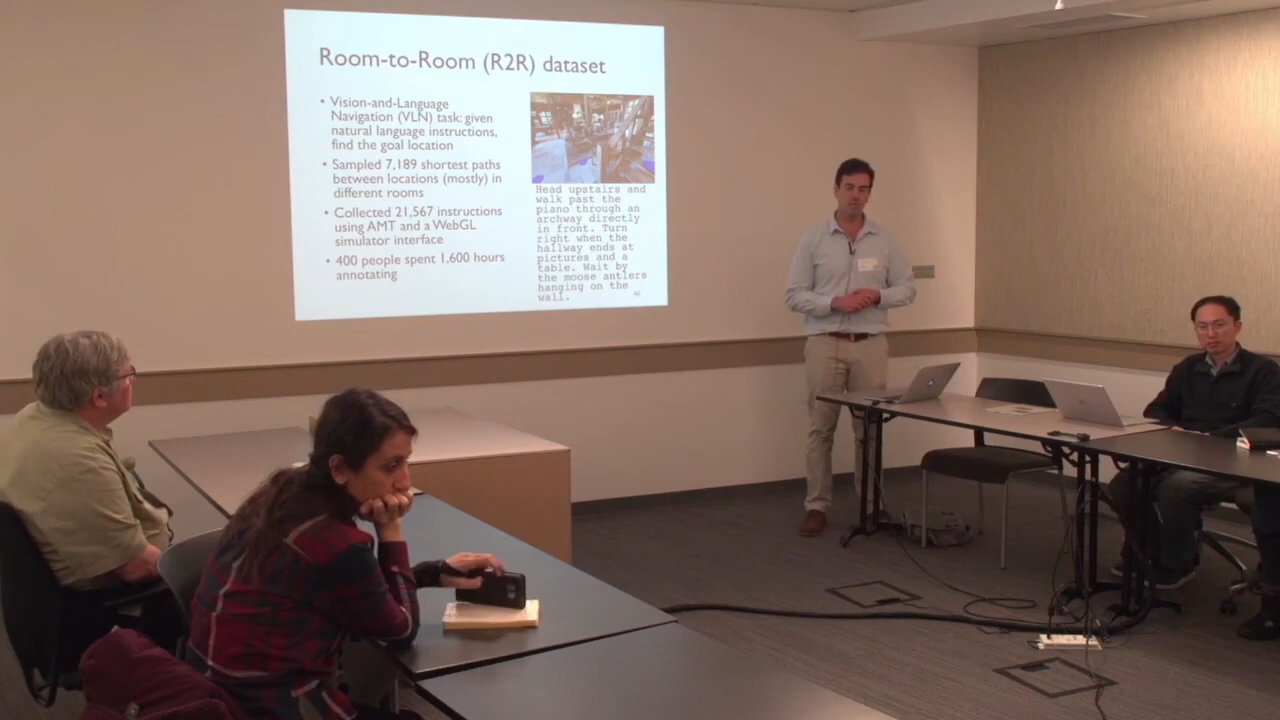 Room-to-Room (R2R) dataset
• Vision-and-Language
Navigation (VLN) task: given
natural language instructions,
find the goal location
• Sampled 7,189 shortest paths
between locations (mostly) in
different rooms
• Collected 21,567 instructions
using AMT and a WebGL
simulator interface
• 400 people spent 1,600 hours
annotating
Head upstairs and
walk past the
piano through an
archway directly
in front. Turn
right when the
hallway ends at
pictures and a
table. Wait by
the moose antlers
hanging on the
wall.